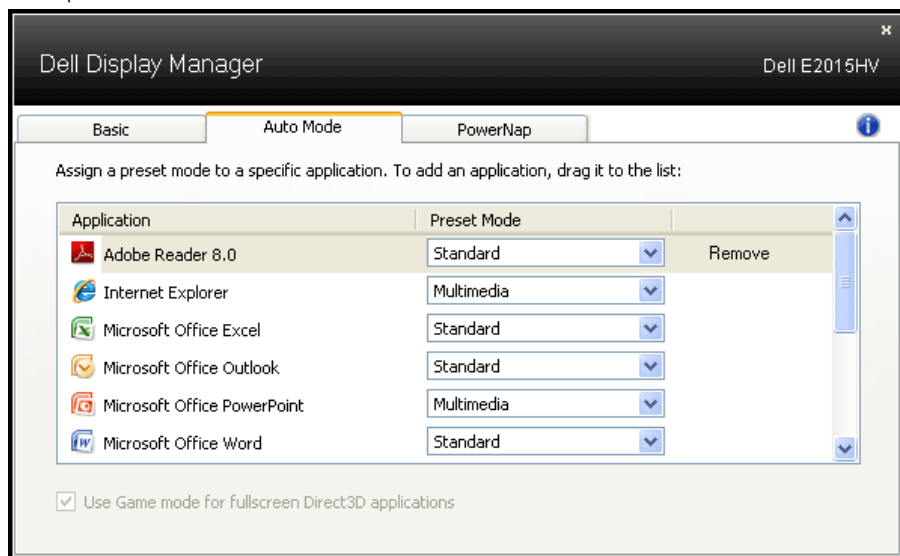 Dell Display Manager
Dell E2015HV
Basic
Auto Mode
PowerNap
Assign a preset mode to a specific application. To add an application, drag it to the list:
Application Preset Mode
Adobe Reader 8.0 Standard Remove
Internet Explorer Multimedia
Microsoft Office Excel Standard
Microsoft Office Outlook Standard
Microsoft Office PowerPoint Multimedia
Microsoft Office Word Standard
Use Game mode for fullscreen Direct3D applications